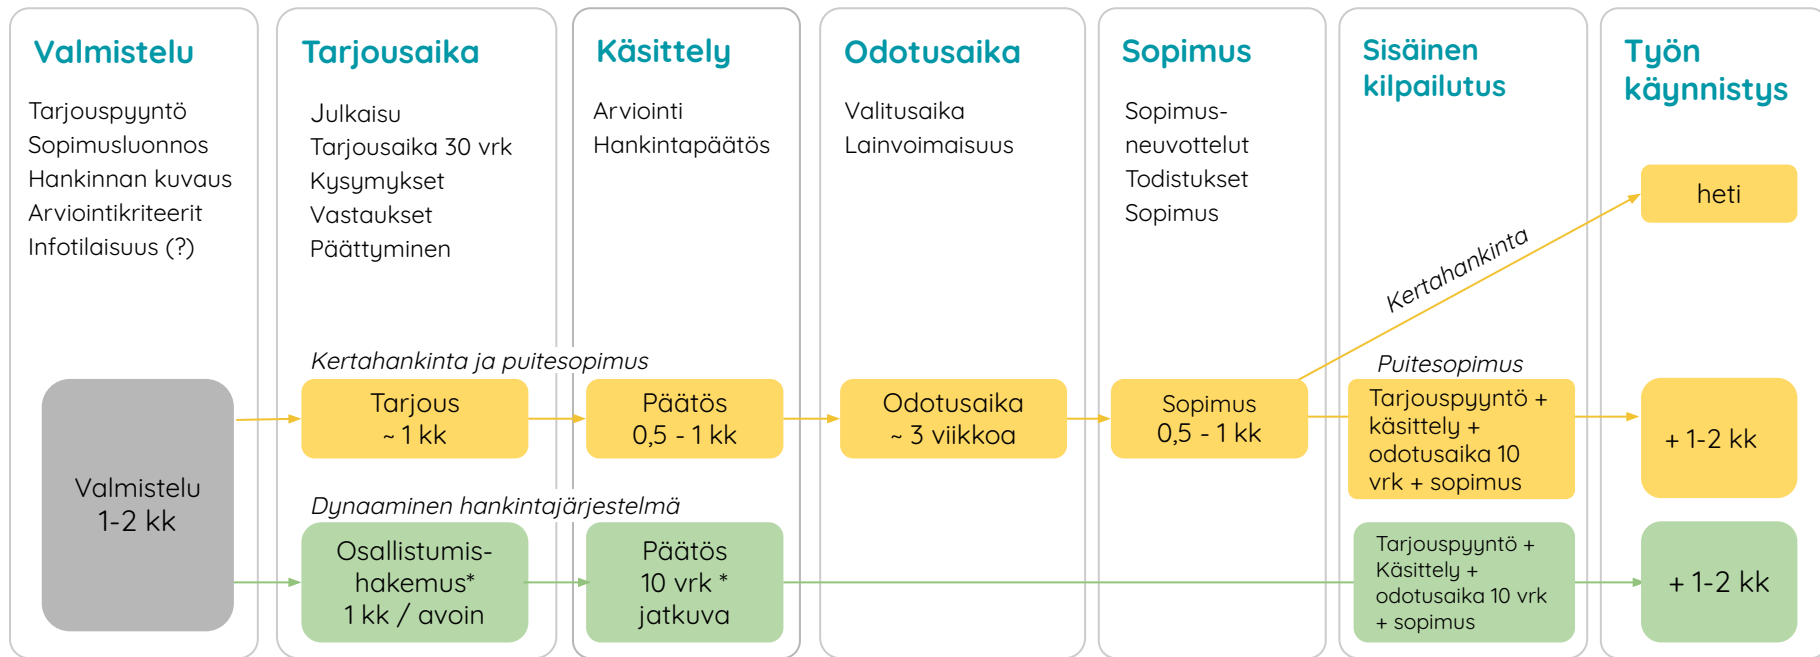 Valmistelu
Tarjouspyyntö
Sopimusluonnos
Hankinnan kuvaus
Arviointikriteerit
Infotilaisuus (?)
Tarjousaika
Julkaisu
Tarjousaika 30 vrk
Kysymykset
Vastaukset
Päättyminen
Käsittely
Arviointi
Hankintapäätös
Odotusaika
Valitusaika
Lainvoimaisuus
Sopimus
Sopimus-
neuvottelut
Todistukset
Sopimus
Sisäinen
kilpailutus
Työn
käynnistys
heti
Kertahankinta
Kertahankinta ja puitesopimus
Puitesopimus
Valmistelu
1-2 kk
Tarjous
~ 1 kk
Päätös
0,5 - 1 kk
Odotusaika
~ 3 viikkoa
Sopimus
0,5 - 1 kk
Tarjouspyyntö +
käsittely +
odotusaika 10
vrk + sopimus
+ 1-2 kk
Dynaaminen hankintajärjestelmä
Osallistumis-
hakemus*
1 kk / avoin
Päätös
10 vrk *
jatkuva
Tarjouspyyntö +
Käsittely +
odotusaika 10 vrk
+ sopimus
+ 1-2 kk